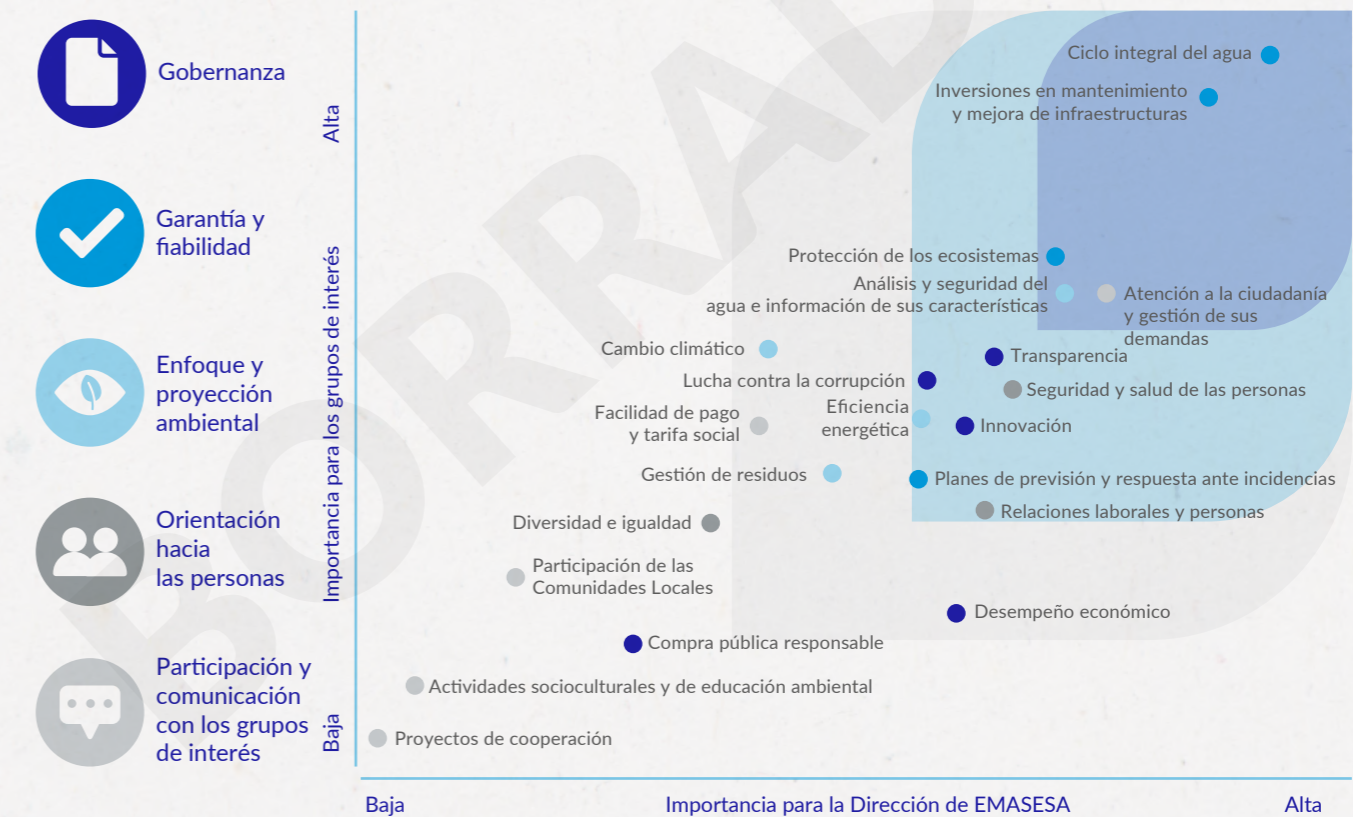 Gobernanza
Garantía y
fiabilidad
Enfoque y
proyección
ambiental
Orientación
hacia
las personas
Participación y
comunicación
con los grupos
de interés
Alta
Importancia para los grupos de interés
Baja
Ciclo integral del agua
Inversiones en mantenimiento
y mejora de infraestructuras
Protección de los ecosistemas
Análisis y seguridad del
agua e información de sus características
Atención a la ciudadanía
y gestión de sus
demandas
Cambio climático
Transparencia
Lucha contra la corrupción
Seguridad y salud de las personas
Facilidad de pago
y tarifa social
Eficiencia
energética
Innovación
Gestión de residuos
Planes de previsión y respuesta ante incidencias
Relaciones laborales y personas
Diversidad e igualdad
Participación de las
Comunidades Locales
Desempeño económico
Compra pública responsable
Actividades socioculturales y de educación ambiental
Proyectos de cooperación
Baja
Importancia para la Dirección de EMASESA
Alta